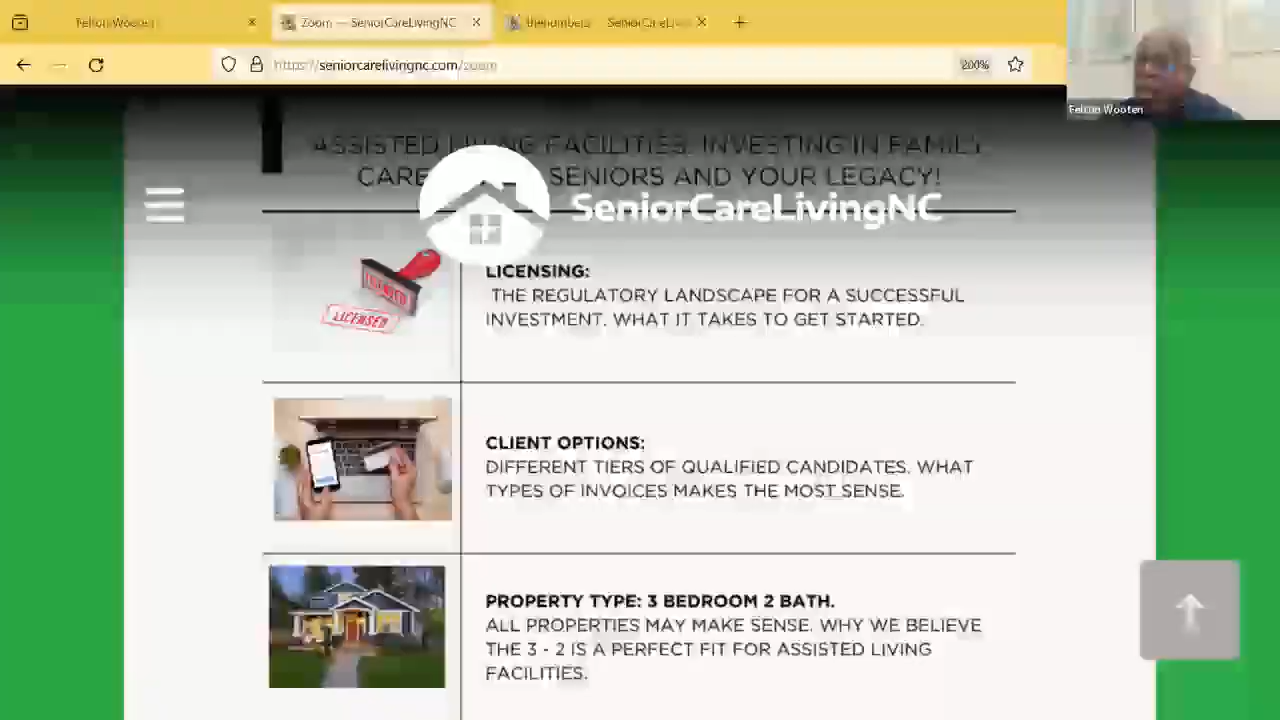 Felton Wooten
Zoom — SeniorCareLivingNC
thenumbers — SeniorCareLivi
https://seniorcarelivingnc.com/zoom
200%
Felton Wooten
ASSISTED LIVING FACILITIES. INVESTING IN FAMILY
CARE SENIORS AND YOUR LEGACY!
SeniorCareLivingNC
LICENSED
LICENSED
LICENSING:
THE REGULATORY LANDSCAPE FOR A SUCCESSFUL
INVESTMENT. WHAT IT TAKES TO GET STARTED.
CLIENT OPTIONS:
DIFFERENT TIERS OF QUALIFIED CANDIDATES. WHAT
TYPES OF INVOICES MAKES THE MOST SENSE.
PROPERTY TYPE: 3 BEDROOM 2 BATH.
ALL PROPERTIES MAY MAKE SENSE. WHY WE BELIEVE
THE 3 - 2 IS A PERFECT FIT FOR ASSISTED LIVING
FACILITIES.